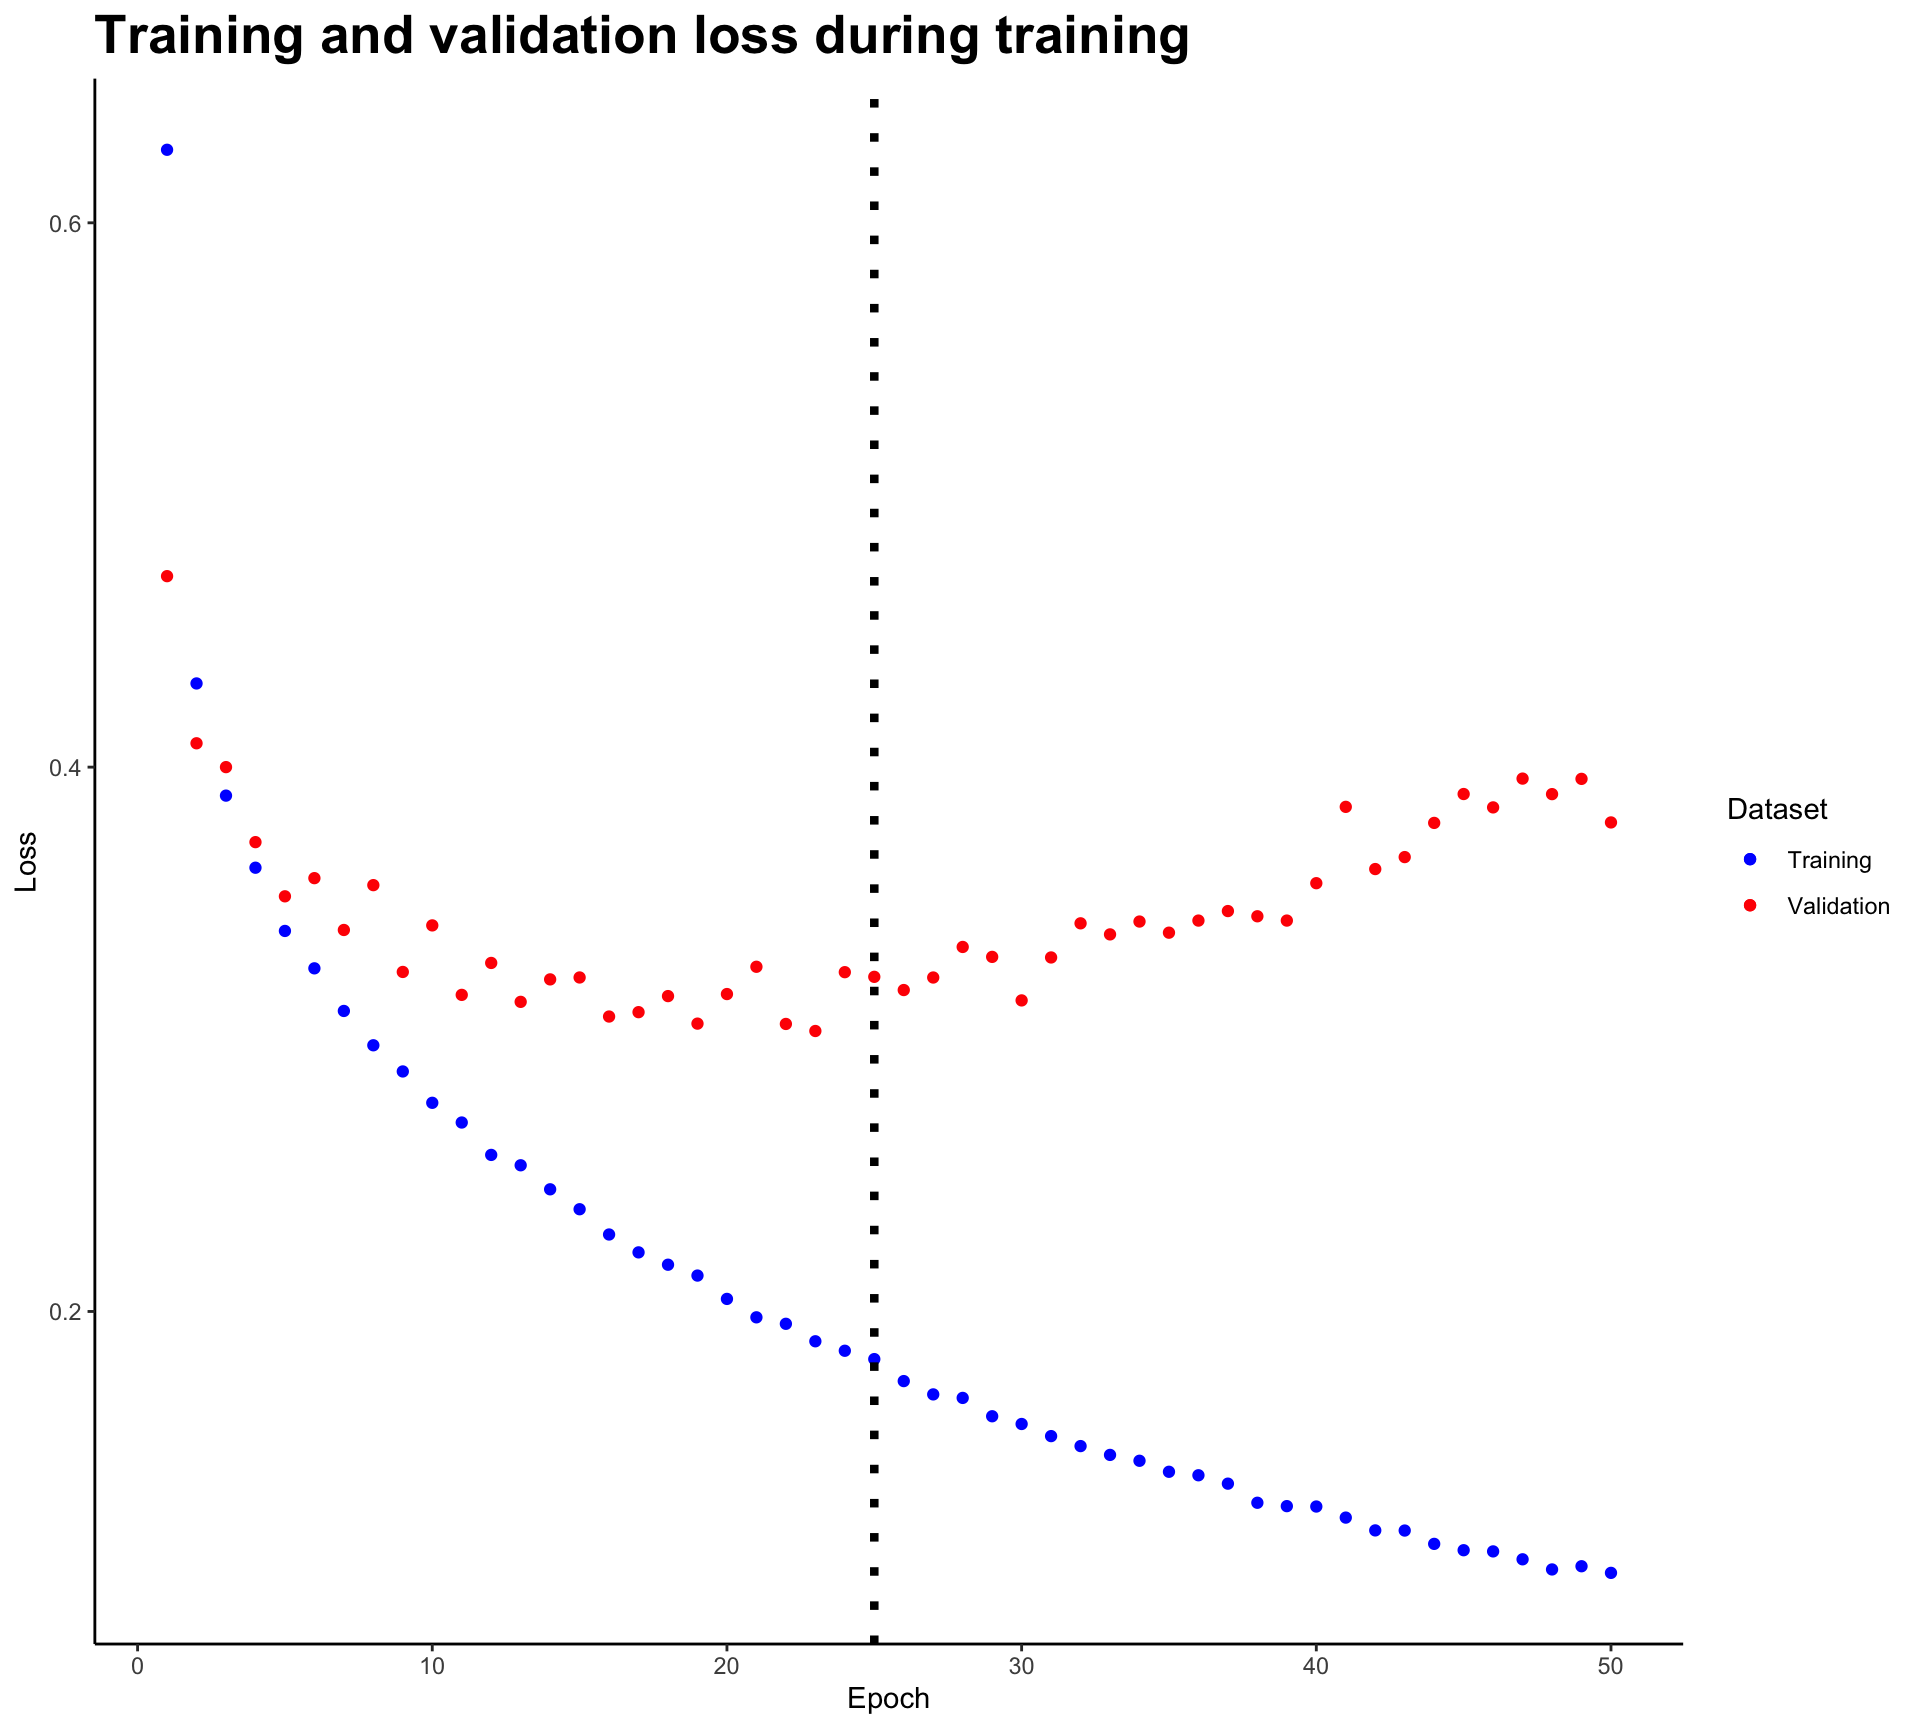 Training and validation loss during training
0.6
0.4
0.2
Loss
0 10 20 30 40 50
Epoch
Dataset
Training
Validation